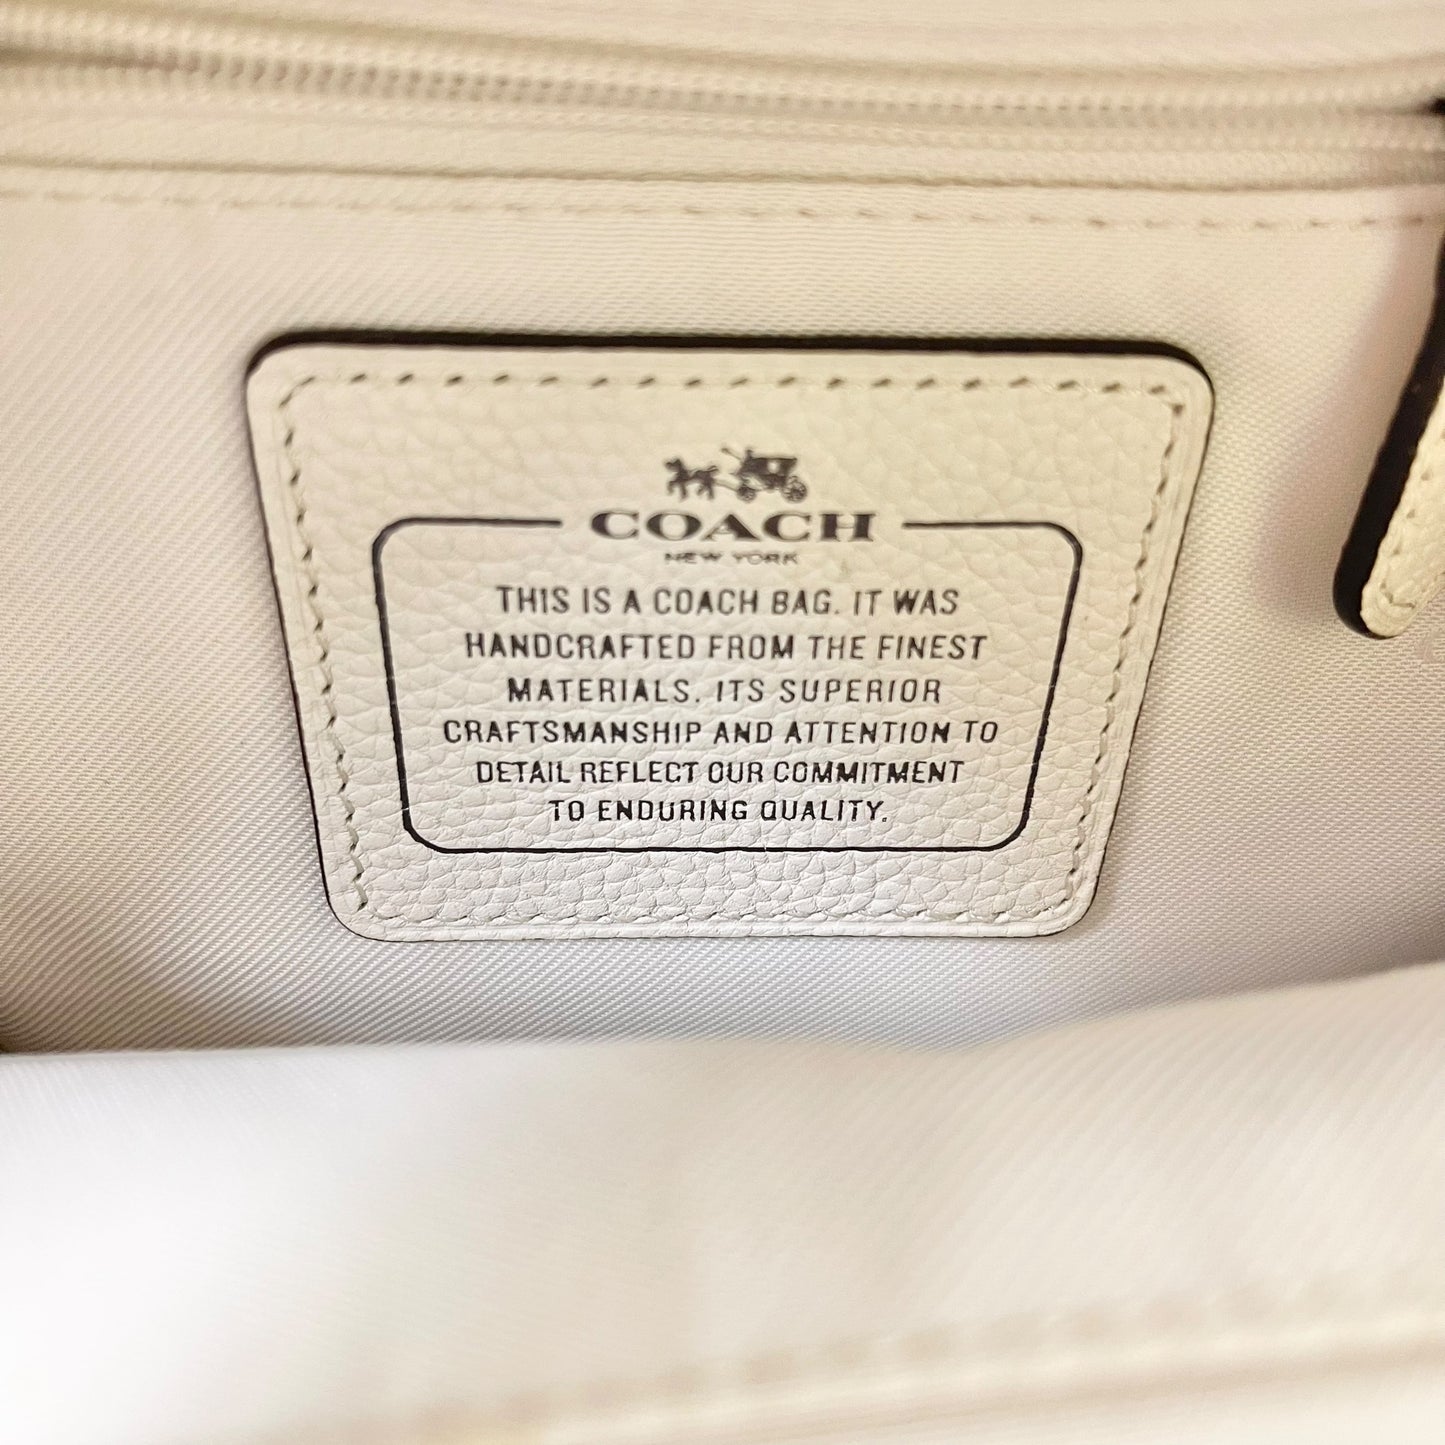 COACH
NEW YORK
THIS IS A COACH BAG. IT WAS
HANDCRAFTED FROM THE FINEST
MATERIALS. ITS SUPERIOR
CRAFTSMANSHIP AND ATTENTION TO
DETAIL REFLECT OUR COMMITMENT
TO ENDURING QUALITY.